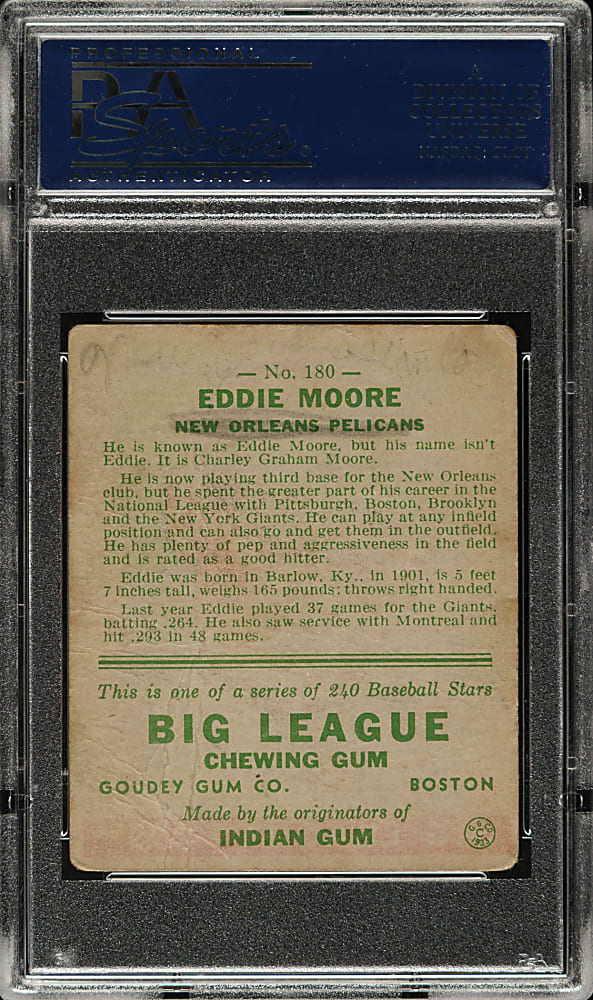 PROFESSIONAL
PSA
Sports
AUTHENTICATOR
A
DIVISION OF
COLLECTORS
UNIVERSE
NASDAQ: CLCT
— No. 180 —
EDDIE MOORE
NEW ORLEANS PELICANS
He is known as Eddie Moore, but his name isn't
Eddie. It is Charley Graham Moore.
He is now playing third base for the New Orleans
club, but he spent the greater part of his career in the
National League with Pittsburgh, Boston, Brooklyn
and the New York Giants. He can play at any infield
position and can also go and get them in the outfield.
He has plenty of pep and aggressiveness in the field
and is rated as a good hitter.
Eddie was born in Barlow, Ky., in 1901, is 5 feet
7 inches tall, weighs 165 pounds; throws right handed.
Last year Eddie played 37 games for the Giants,
batting .264. He also saw service with Montreal and
hit .293 in 48 games.
This is one of a series of 240 Baseball Stars
BIG LEAGUE
CHEWING GUM
GOUDEY GUM CO. BOSTON
Made by the originators of
INDIAN GUM
G. G. CO.
C
1933
PSA